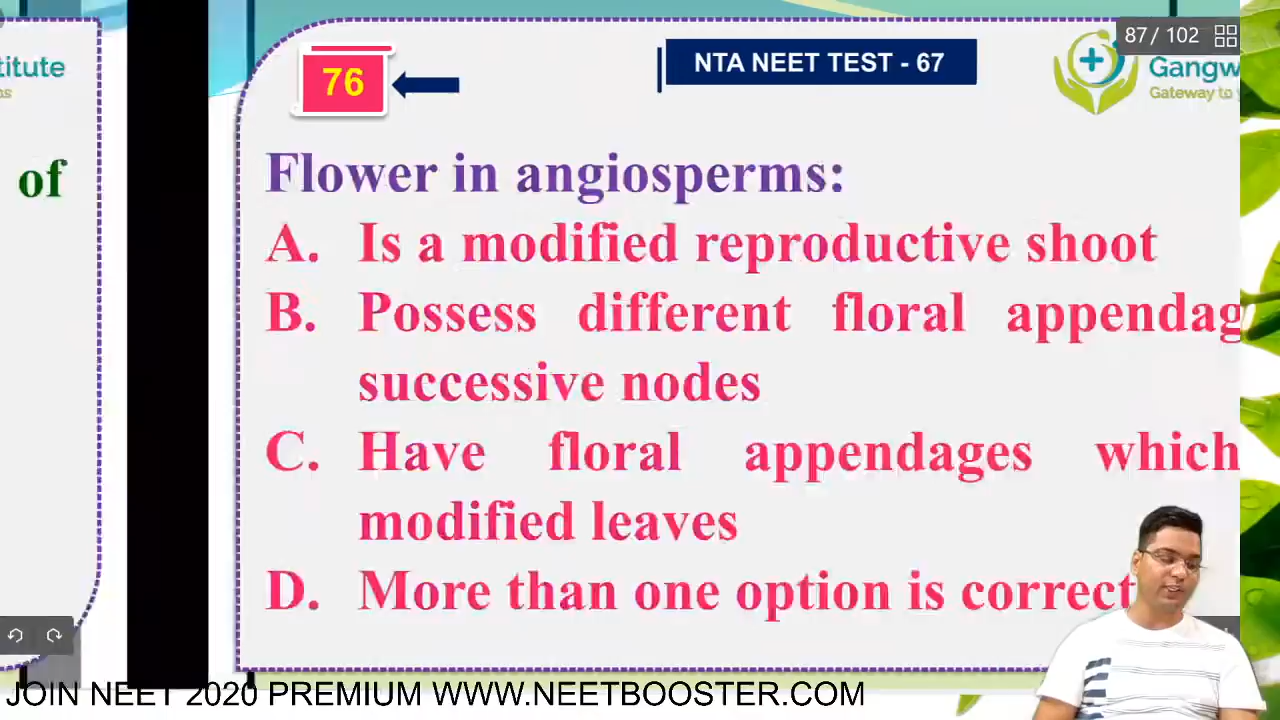 87 / 102
titute
ns
76
NTA NEET TEST - 67
Gangw
Gateway to y
of
Flower in angiosperms:
A. Is a modified reproductive shoot
B. Possess different floral appendag
successive nodes
C. Have floral appendages which
modified leaves
D. More than one option is correct
JOIN NEET 2020 PREMIUM WWW.NEETBOOSTER.COM